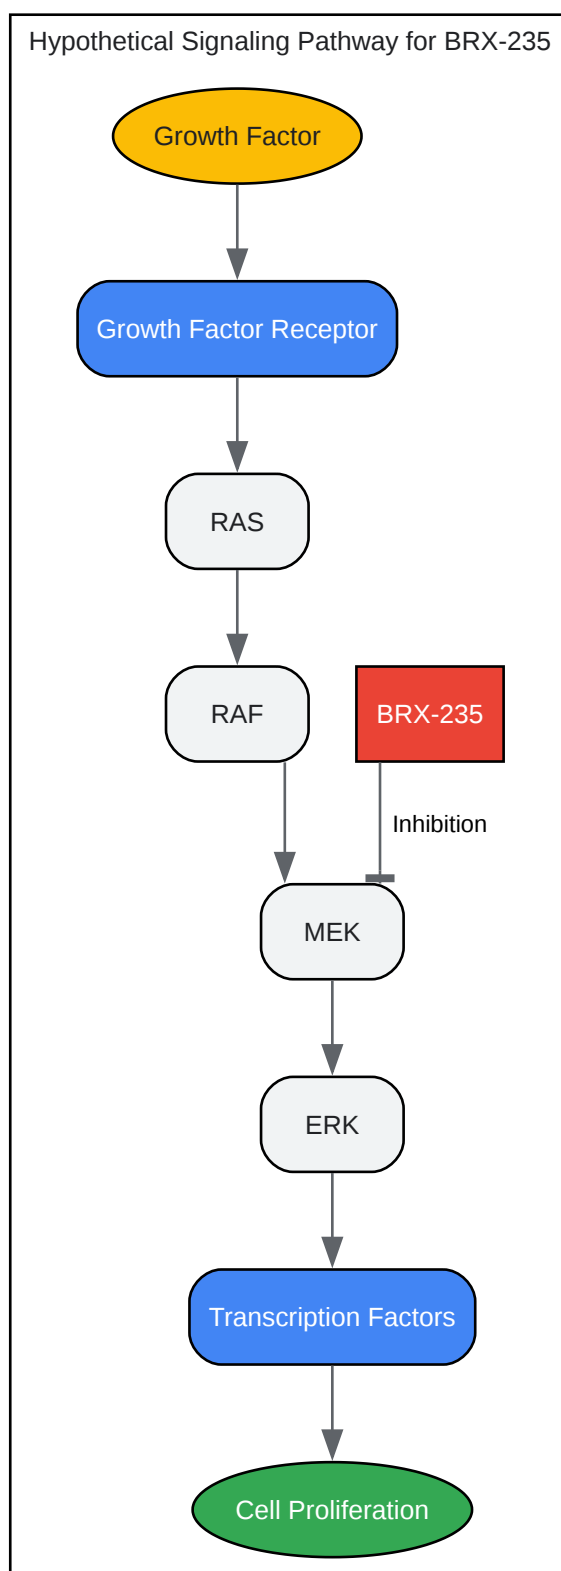 Hypothetical Signaling Pathway for BRX-235
Growth Factor
Growth Factor Receptor
RAS
RAF
BRX-235
Inhibition
MEK
ERK
Transcription Factors
Cell Proliferation